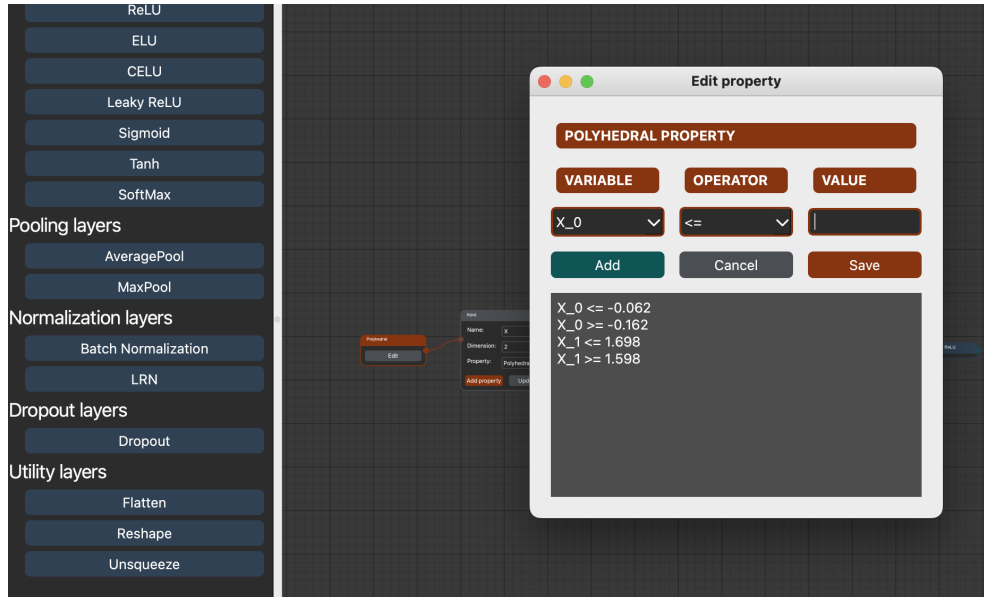 ReLU
ELU
CELU
Leaky ReLU
Sigmoid
Tanh
SoftMax
Pooling layers
AveragePool
MaxPool
Normalization layers
Batch Normalization
LRN
Dropout layers
Dropout
Utility layers
Flatten
Reshape
Unsqueeze
Polyhedral
Edit
Input
Name: X
Dimension: 2
Property: Polyhedra
Add property Upd
Edit property
POLYHEDRAL PROPERTY
VARIABLE OPERATOR VALUE
X_0 <=
Add Cancel Save
X_0 <= -0.062
X_0 >= -0.162
X_1 <= 1.698
X_1 >= 1.598
ReLU